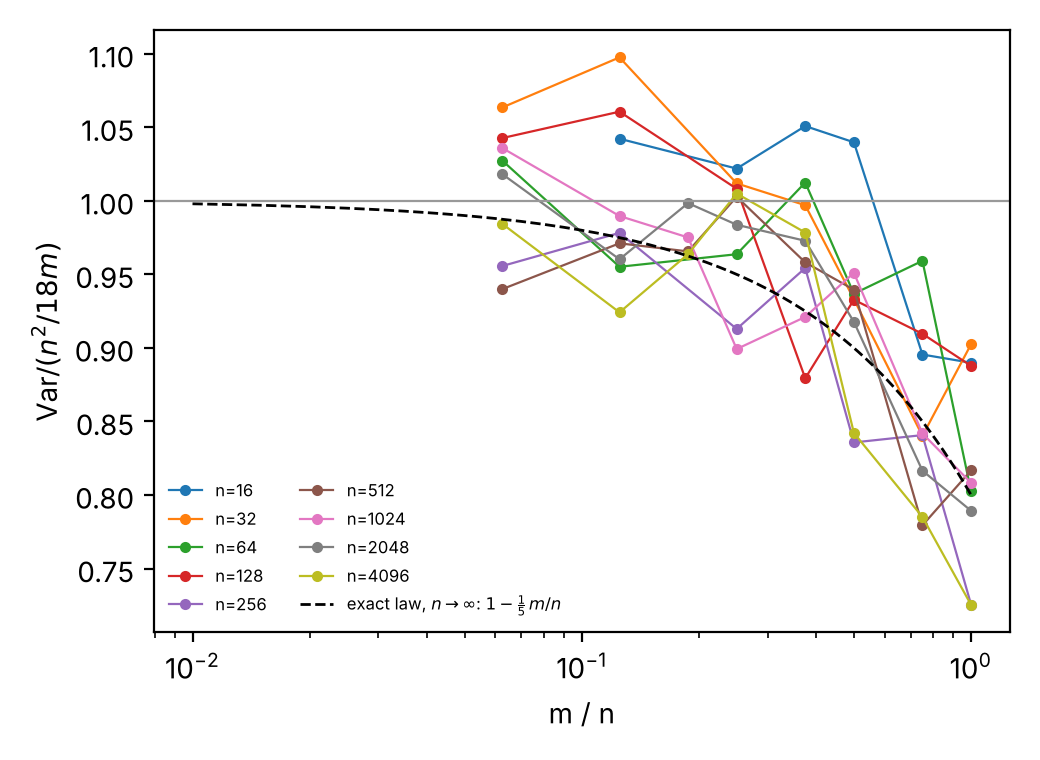 1.10
1.05
1.00
0.95
0.90
0.85
0.80
0.75
Var/(n²/18m)
n=16
n=32
n=64
n=128
n=256
n=512
n=1024
n=2048
n=4096
exact law, n → ∞: 1 − 1/5 m/n
10⁻²
10⁻¹
10⁰
m / n